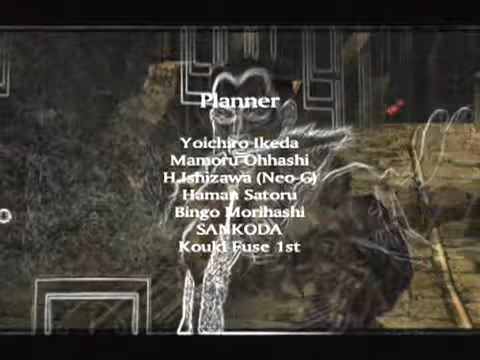 Planner
Yoichiro Ikeda
Mamoru Ohhashi
H.Ishizawa (Neo-G)
Haman Satoru
Bingo Morihashi
SANKODA
Kouki Fuse 1st